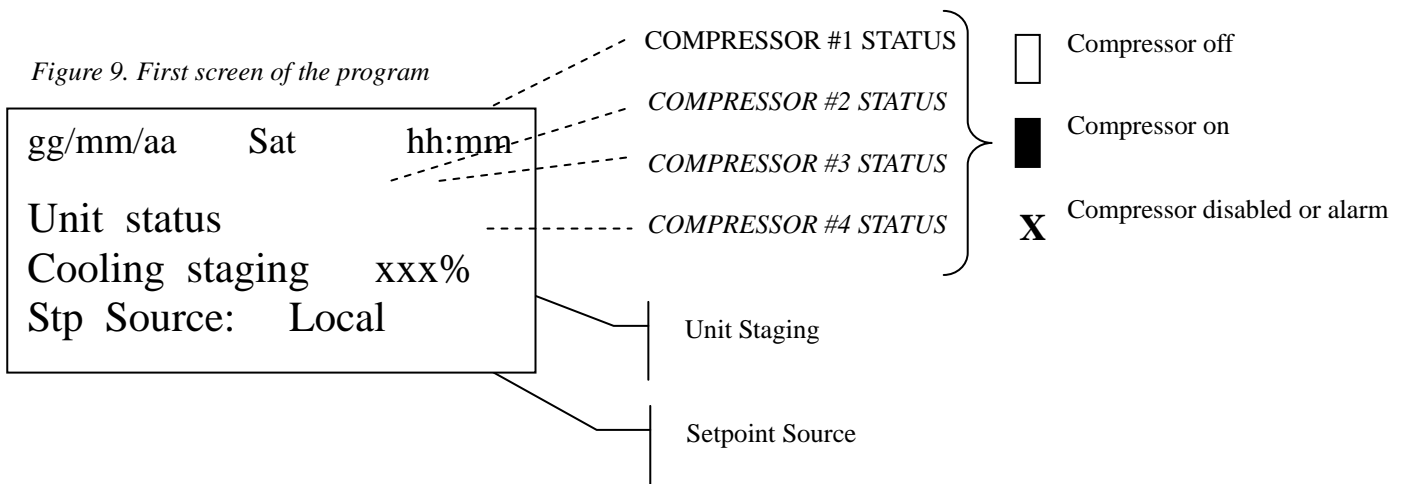 Figure 9. First screen of the program
gg/mm/aa Sat hh:mm
Unit status
Cooling staging xxx%
Stp Source: Local
COMPRESSOR #1 STATUS
COMPRESSOR #2 STATUS
COMPRESSOR #3 STATUS
COMPRESSOR #4 STATUS
Compressor off
Compressor on
X Compressor disabled or alarm
Unit Staging
Setpoint Source